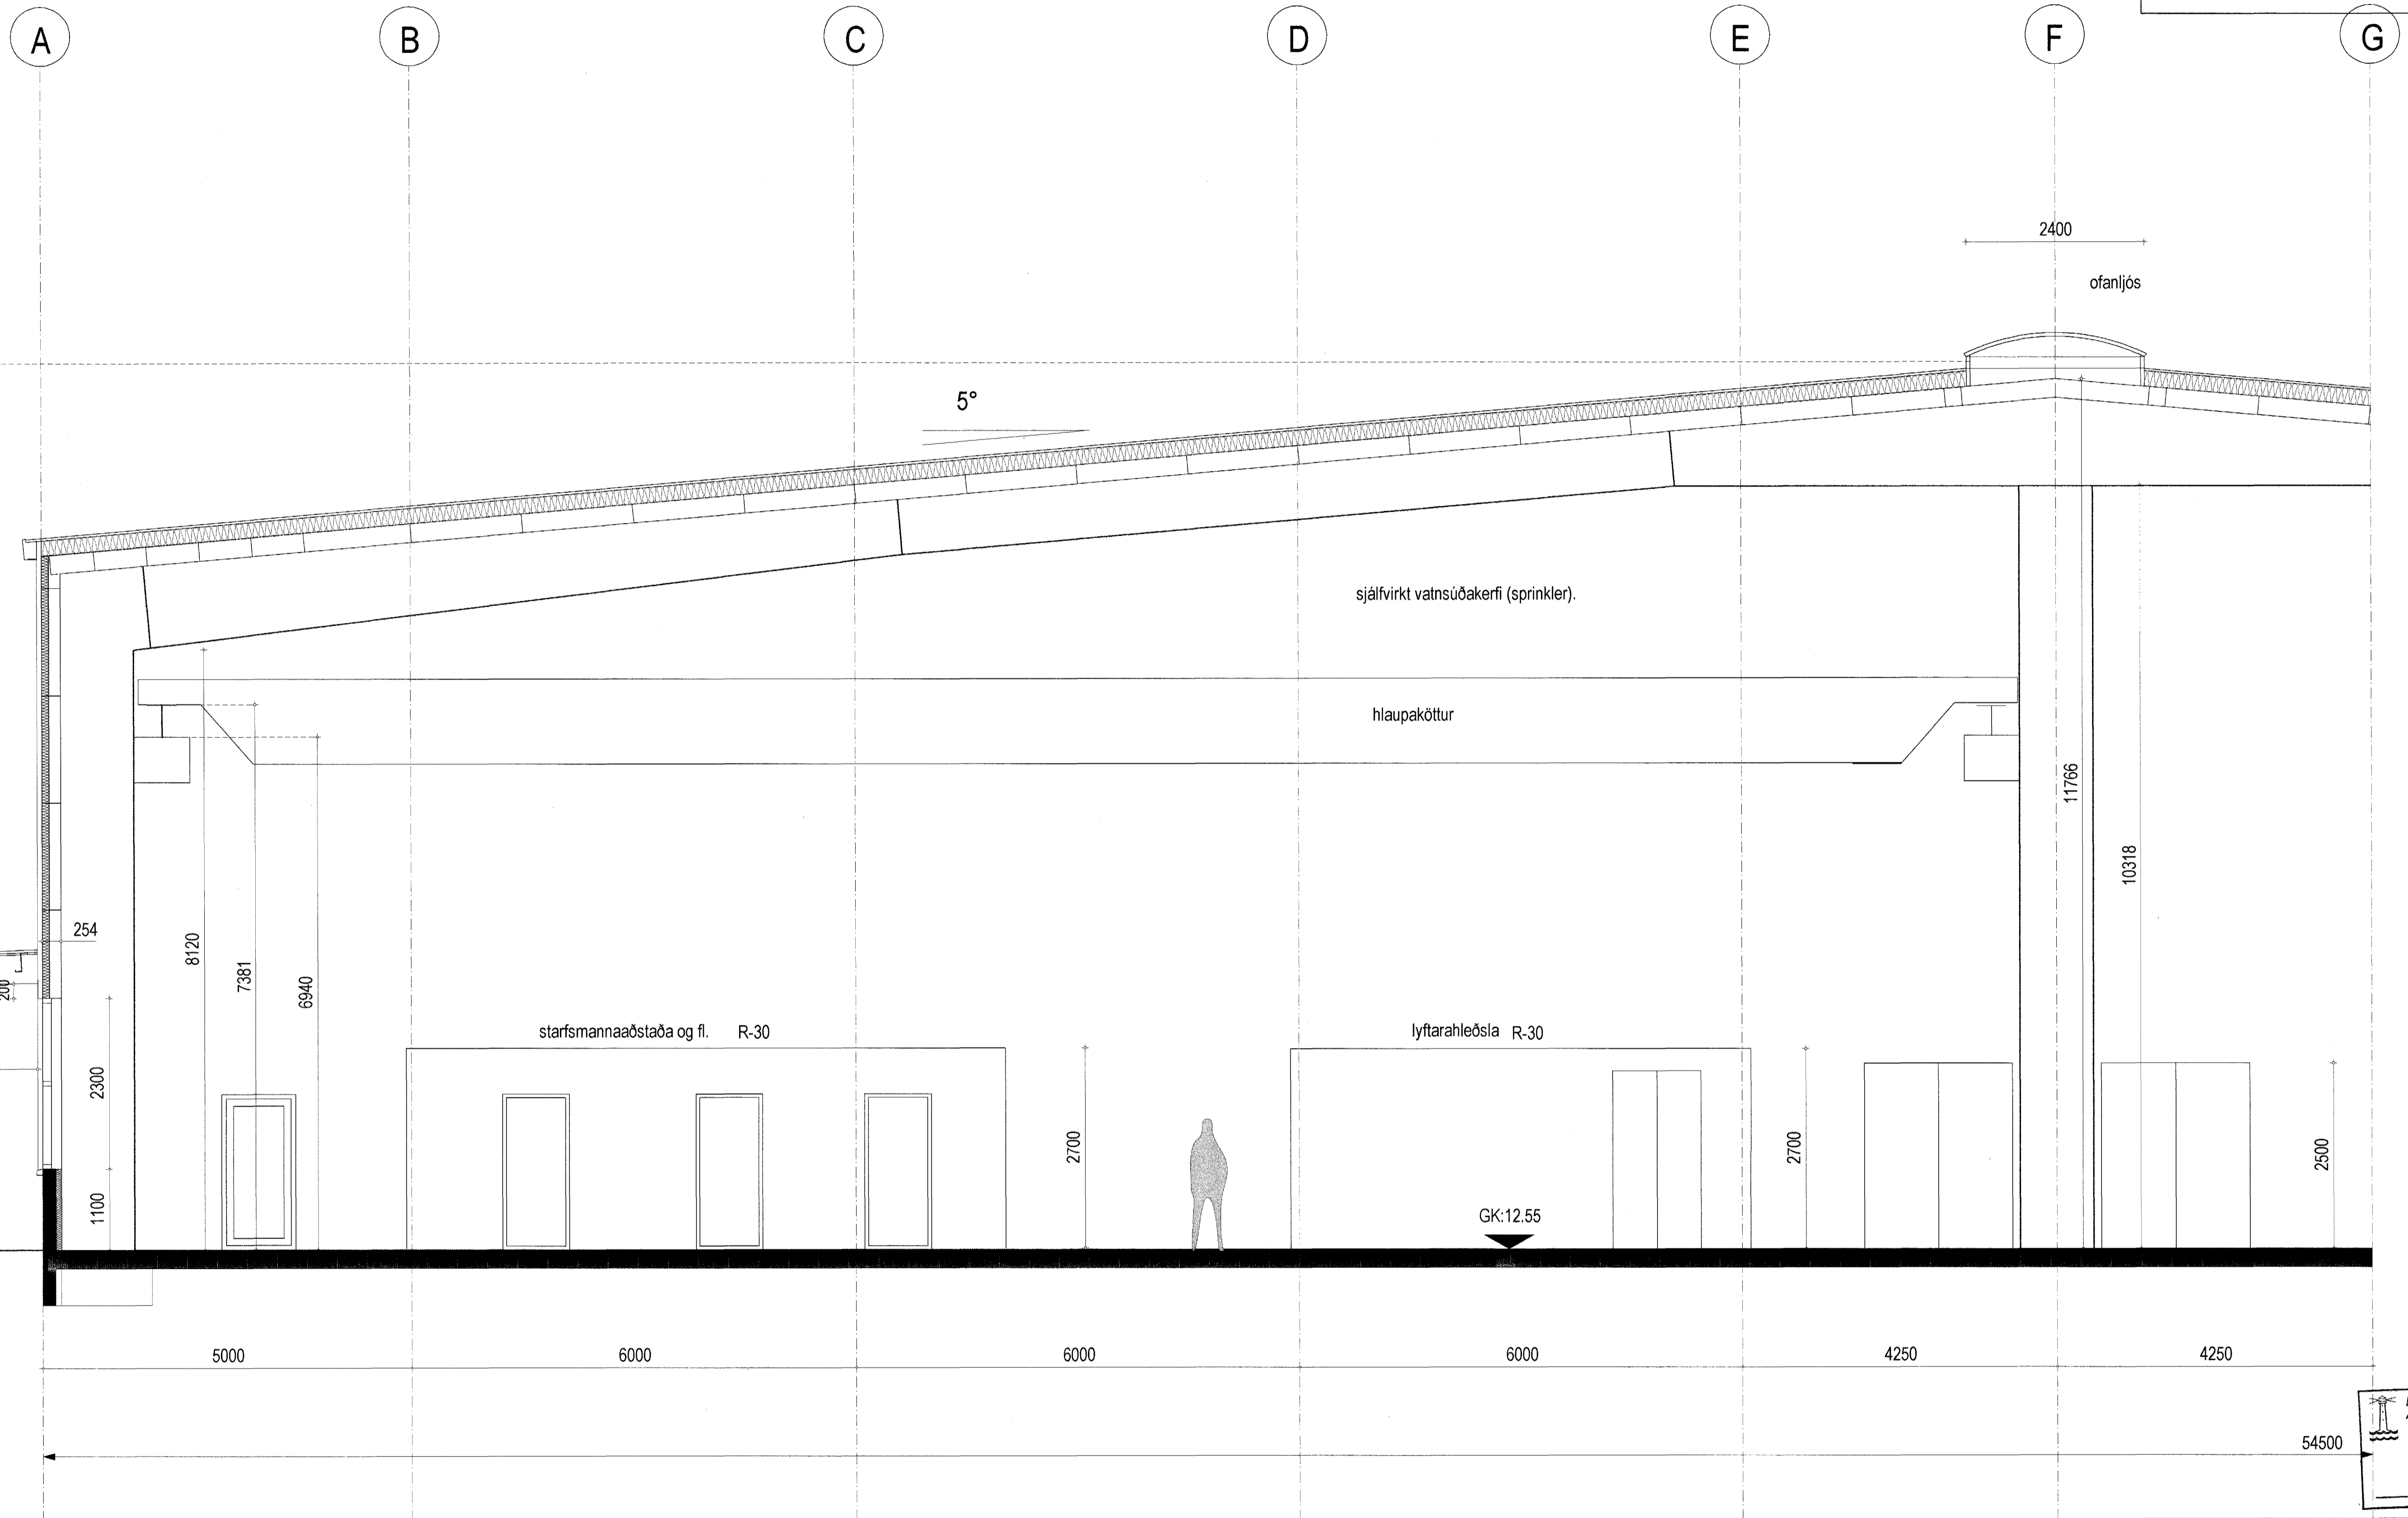 A B C D E F G
2400
ofanljós
5°
sjálfvirkt vatnsúðakerfi (sprinkler).
hlaupaköttur
11766
10318
254
8120
7381
6940
200
starfsmannaaðstaða og fl. R-30
lyftarahleðsla R-30
2300
2700
2700
2500
1100
GK:12.55
5000 6000 6000 6000 4250 4250
54500